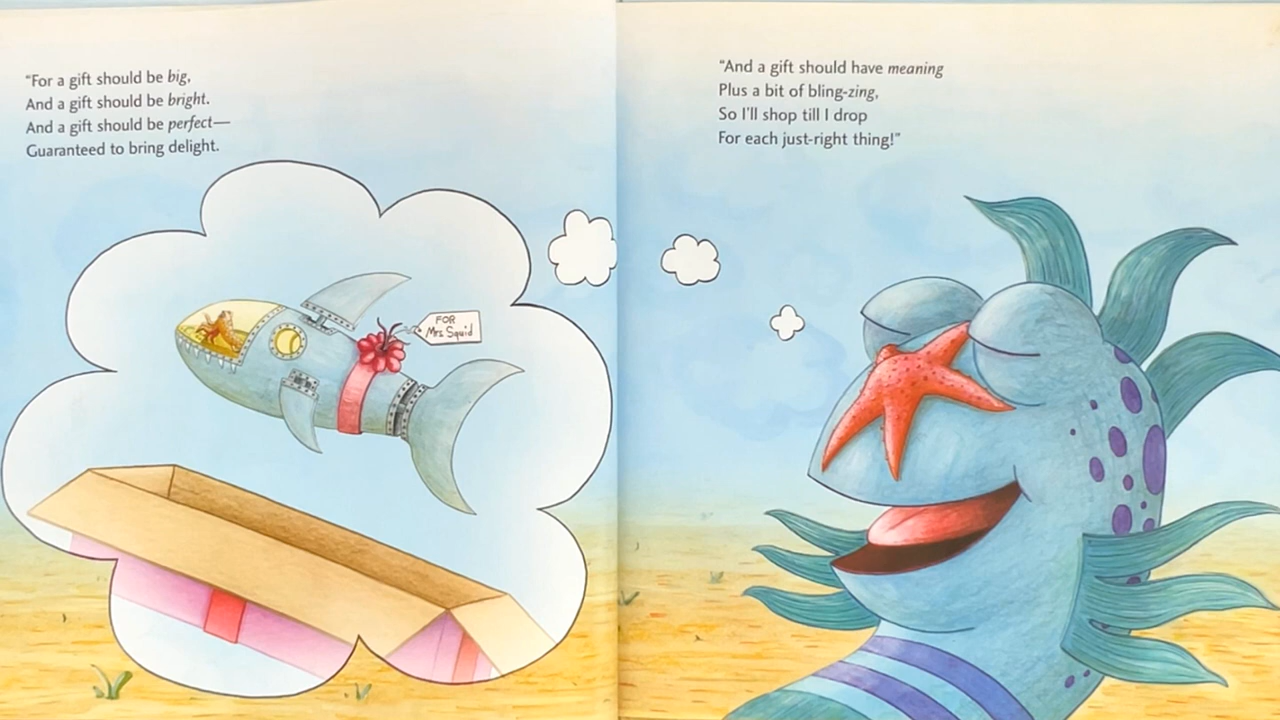 "For a gift should be big,
And a gift should be bright.
And a gift should be perfect—
Guaranteed to bring delight.
FOR
Mrs Squid
"And a gift should have meaning
Plus a bit of bling-zing,
So I'll shop till I drop
For each just-right thing!"